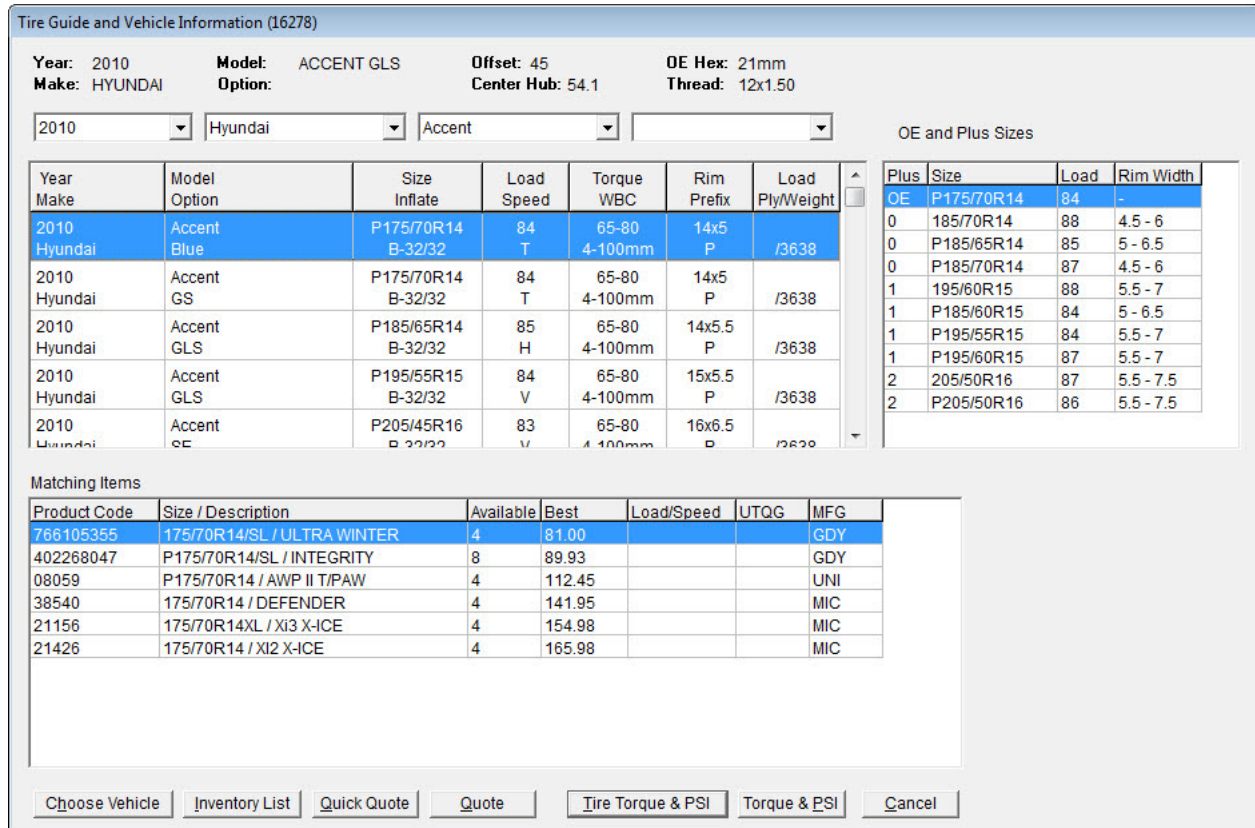 Tire Guide and Vehicle Information (16278)
Year: 2010 Model: ACCENT GLS Offset: 45 OE Hex: 21mm
Make: HYUNDAI Option: Center Hub: 54.1 Thread: 12x1.50
2010 Hyundai Accent
OE and Plus Sizes
Year Model Size Load Torque Rim Load
Make Option Inflate Speed WBC Prefix Ply/Weight
2010 Accent P175/70R14 84 65-80 14x5
Hyundai Blue B-32/32 T 4-100mm P /3638
2010 Accent P175/70R14 84 65-80 14x5
Hyundai GS B-32/32 T 4-100mm P /3638
2010 Accent P185/65R14 85 65-80 14x5.5
Hyundai GLS B-32/32 H 4-100mm P /3638
2010 Accent P195/55R15 84 65-80 15x5.5
Hyundai GLS B-32/32 V 4-100mm P /3638
2010 Accent P205/45R16 83 65-80 16x6.5
Hyundai SE B-32/32 V 4-100mm P /3638
Plus Size Load Rim Width
OE P175/70R14 84 -
0 185/70R14 88 4.5 - 6
0 P185/65R14 85 5 - 6.5
0 P185/70R14 87 4.5 - 6
1 195/60R15 88 5.5 - 7
1 P185/60R15 84 5 - 6.5
1 P195/55R15 84 5.5 - 7
1 P195/60R15 87 5.5 - 7
2 205/50R16 87 5.5 - 7.5
2 P205/50R16 86 5.5 - 7.5
Matching Items
Product Code Size / Description Available Best Load/Speed UTQG MFG
766105355 175/70R14/SL / ULTRA WINTER 4 81.00 GDY
402268047 P175/70R14/SL / INTEGRITY 8 89.93 GDY
08059 P175/70R14 / AWP II T/PAW 4 112.45 UNI
38540 175/70R14 / DEFENDER 4 141.95 MIC
21156 175/70R14XL / Xi3 X-ICE 4 154.98 MIC
21426 175/70R14 / XI2 X-ICE 4 165.98 MIC
Choose Vehicle Inventory List Quick Quote Quote Tire Torque & PSI Torque & PSI Cancel